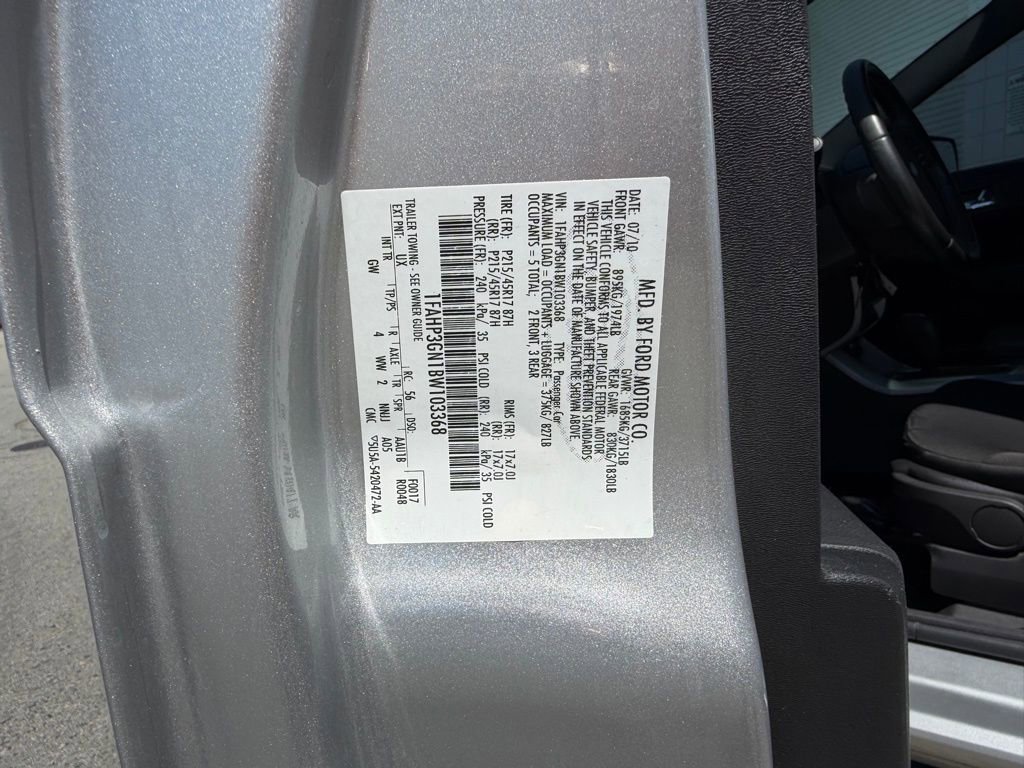 MFD. BY FORD MOTOR CO.
DATE: 07/10 GVWR: 1685KG/3715LB
FRONT GAWR: 895KG/1974LB REAR GAWR: 830KG/1830LB
THIS VEHICLE CONFORMS TO ALL APPLICABLE FEDERAL MOTOR
VEHICLE SAFETY, BUMPER, AND THEFT PREVENTION STANDARDS
IN EFFECT ON THE DATE OF MANUFACTURE SHOWN ABOVE.
VIN: 1FAHP3GN1BW103368 TYPE: Passenger Car
MAXIMUM LOAD = OCCUPANTS + LUGGAGE = 375KG/ 827LB
OCCUPANTS = 5 TOTAL; 2 FRONT, 3 REAR
TIRE (FR): P215/45R17 87H RIMS (FR): 17x7.0J
(RR): P215/45R17 87H (RR): 17x7.0J
PRESSURE (FR): 240 kPa/ 35 PSI COLD (RR): 240 kPa/ 35 PSI COLD
1FAHP3GN1BW103368
TRAILER TOWING - SEE OWNER GUIDE F0017
EXT PNT: UX RC: 56 DSO: R0048
INT TR TP/PS R AXLE TR SPR AAU1B
GW 4 WW 2 NNU A05
CMC 5U5A-5420472-AA